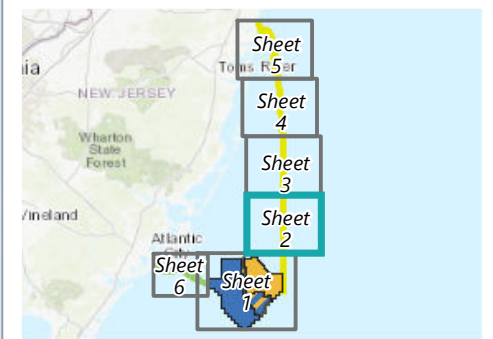 Sheet
5
Toms River
ia
NEW JERSEY
Sheet
4
Wharton
State
Forest
Sheet
3
Vineland
Sheet
2
Atlantic
City
Sheet
6
Sheet
1